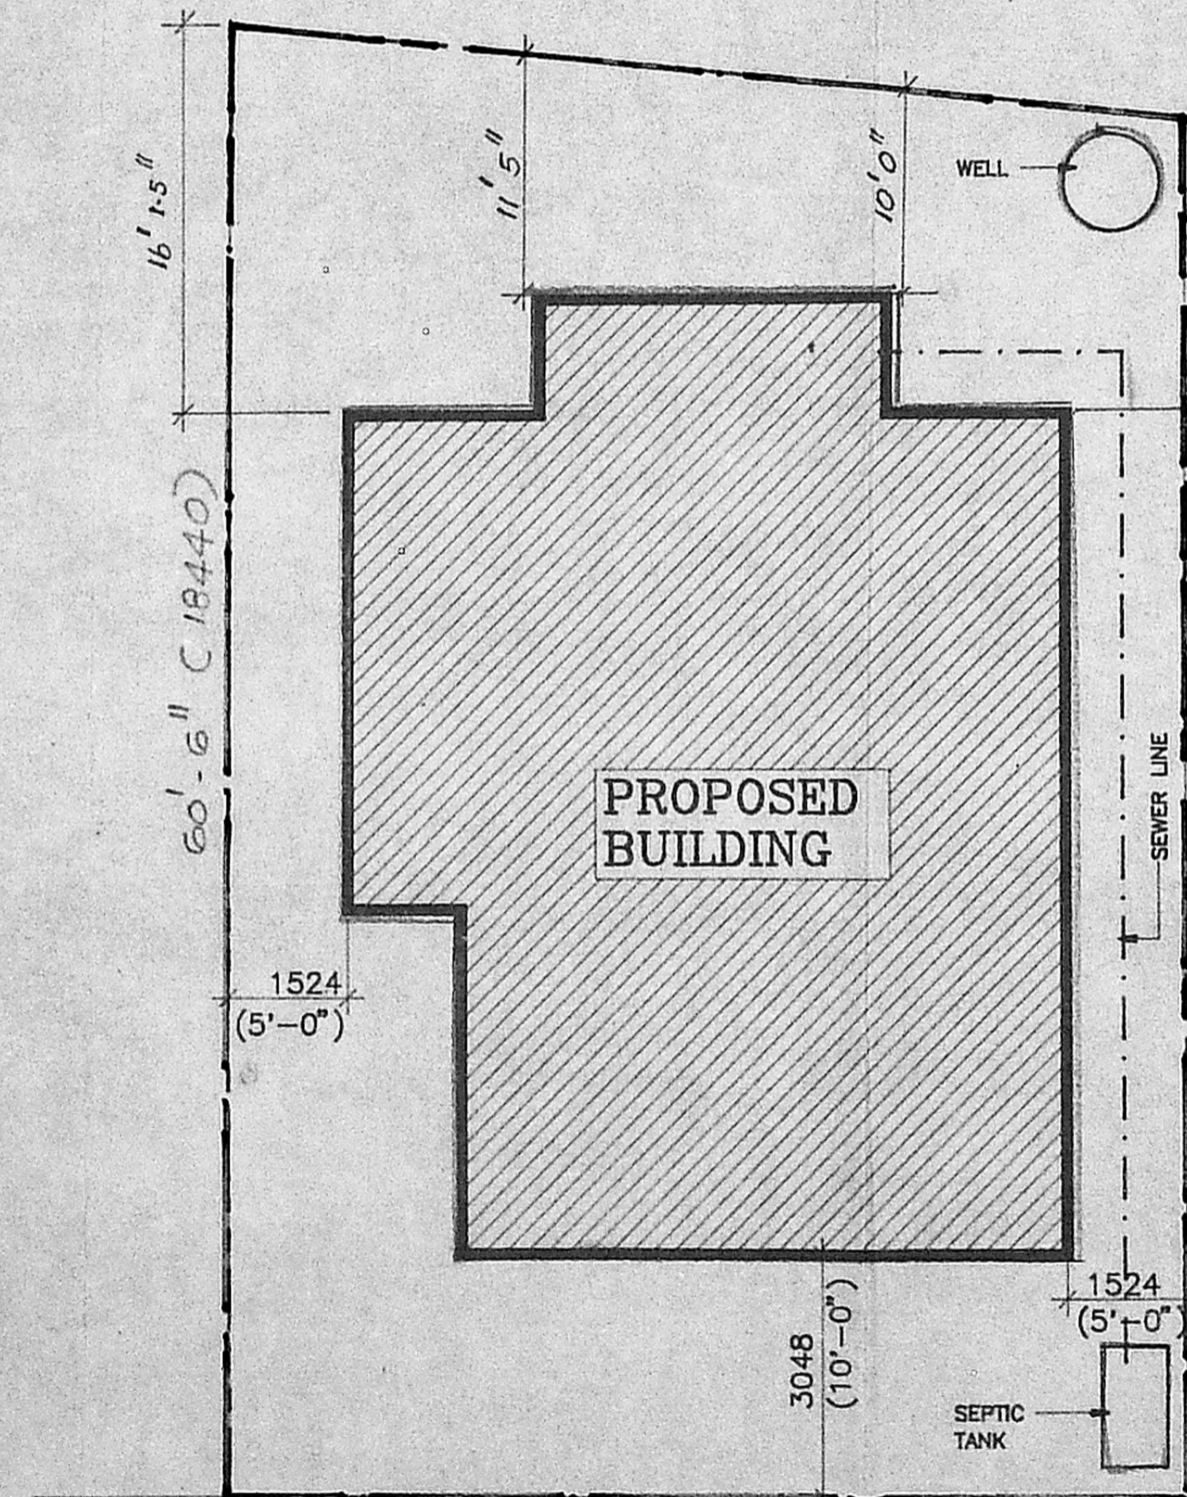 16' 1.5"
11' 5"
10' 0"
WELL
60'-6" (18440)
PROPOSED
BUILDING
SEWER LINE
1524
(5'-0")
1524
(5'-0")
3048
(10'-0")
SEPTIC
TANK